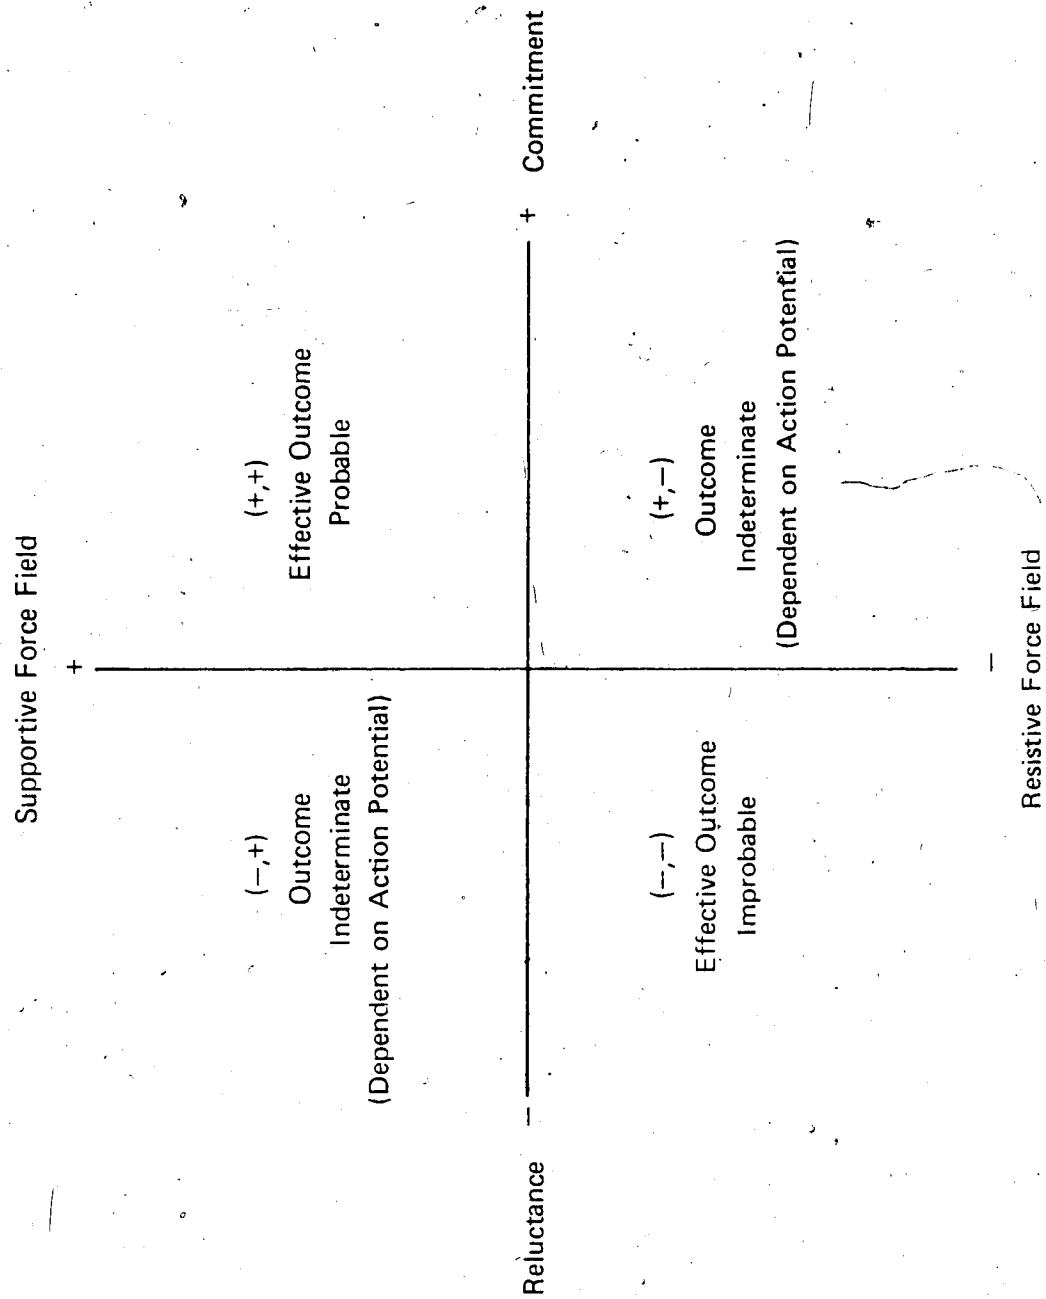 Supportive Force Field
+
(−,+)
Outcome
Indeterminate
(Dependent on Action Potential)
(+,+)
Effective Outcome
Probable
Reluctance −
+ Commitment
(−,−)
Effective Outcome
Improbable
(+,−)
Outcome
Indeterminate
(Dependent on Action Potential)
−
Resistive Force Field